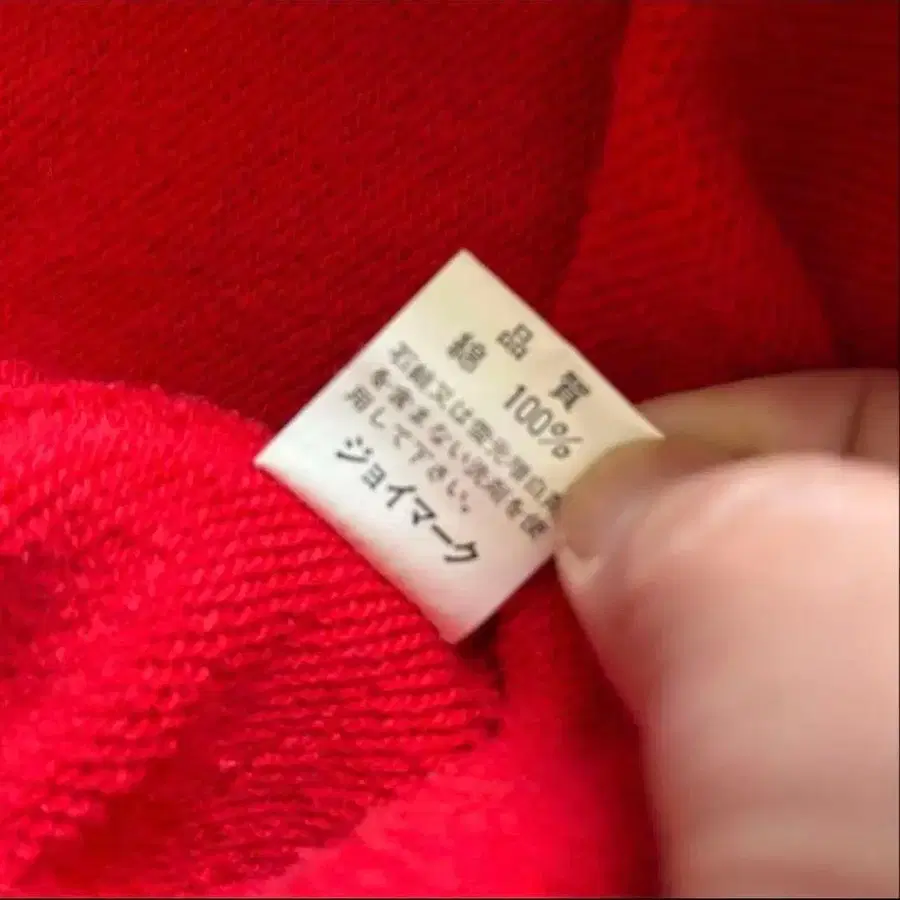 品 質
綿 100%
石鹸又は蛍光増白
を含まない洗剤を使
用して下さい。
ジョイマーク